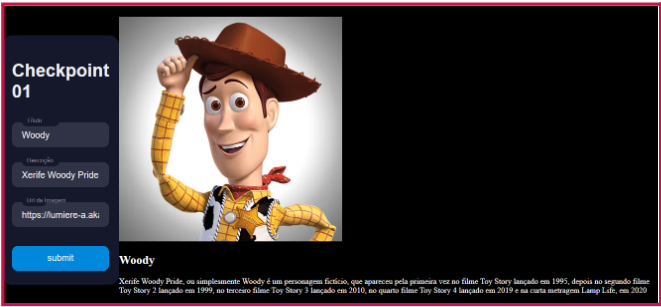 Checkpoint
01
Título
Woody
Descrição
Xerife Woody Pride
Url da Imagem
https://lumiere-a.aka
submit
Woody
Xerife Woody Pride, ou simplesmente Woody é um personagem fictício, que apareceu pela primeira vez no filme Toy Story lançado em 1995, depois no segundo filme
Toy Story 2 lançado em 1999, no terceiro filme Toy Story 3 lançado em 2010, no quarto filme Toy Story 4 lançado em 2019 e na curta metragem Lamp Life, em 2020